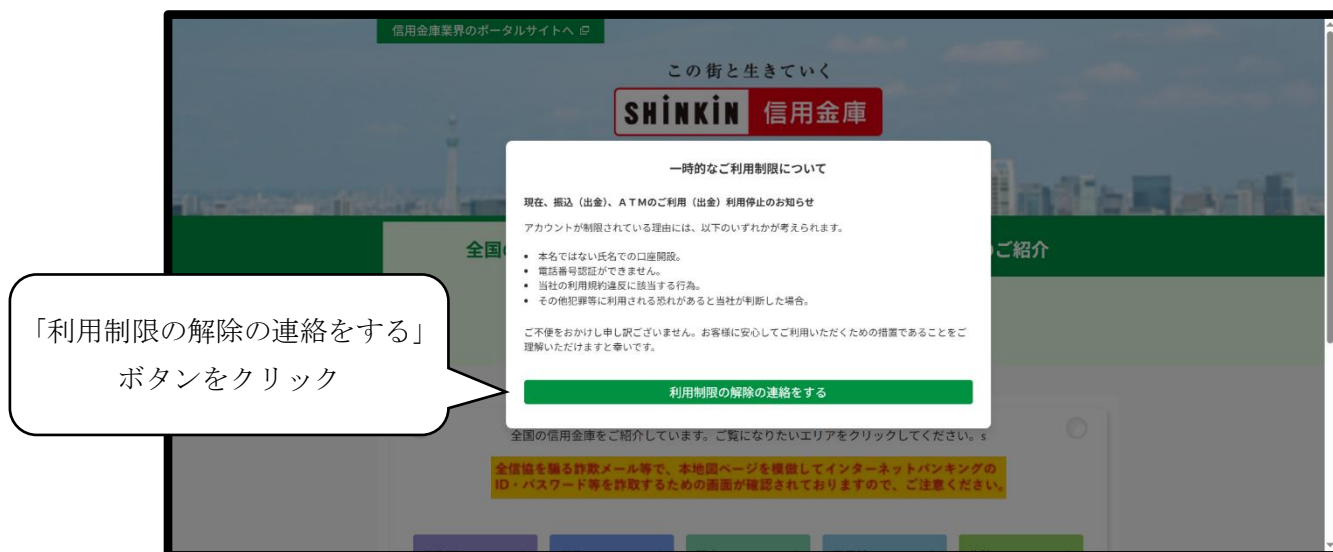 信用金庫業界のポータルサイトへ
この街と生きていく
SHINKIN 信用金庫
一時的なご利用制限について
現在、振込（出金）、ＡＴＭのご利用（出金）利用停止のお知らせ
アカウントが制限されている理由には、以下のいずれかが考えられます。
• 本名ではない氏名での口座開設。
• 電話番号認証ができません。
• 当社の利用規約違反に該当する行為。
• その他犯罪等に利用される恐れがあると当社が判断した場合。
ご不便をおかけし申し訳ございません。お客様に安心してご利用いただくための措置であることをご
理解いただけますと幸いです。
利用制限の解除の連絡をする
全国
ご紹介
「利用制限の解除の連絡をする」
ボタンをクリック
全国の信用金庫をご紹介しています。ご覧になりたいエリアをクリックしてください。s
全信協を騙る詐欺メール等で、本地図ページを模倣してインターネットバンキングの
ID・パスワード等を詐取するための画面が確認されておりますので、ご注意ください。